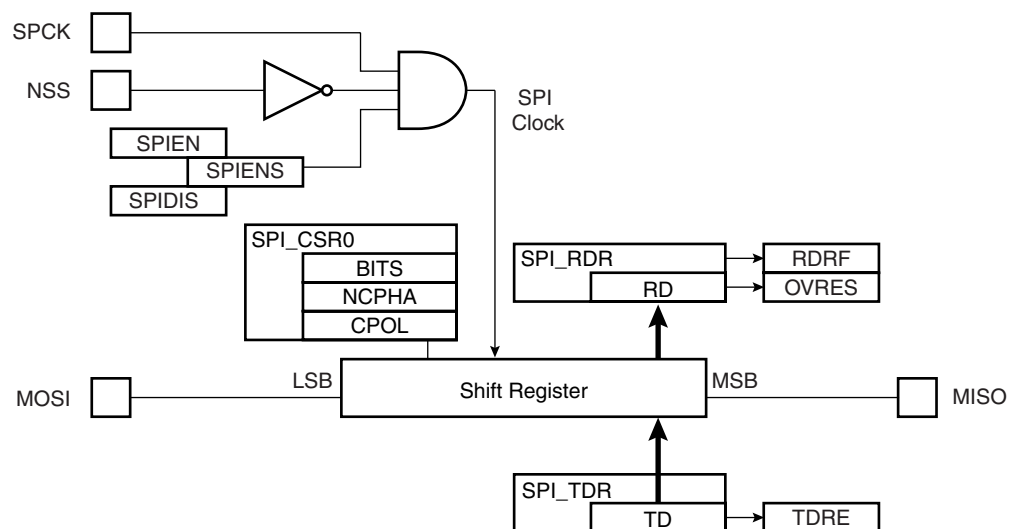 SPCK
NSS
SPI
Clock
SPIEN
SPIENS
SPIDIS
SPI_CSR0
BITS
NCPHA
CPOL
SPI_RDR
RD
RDRF
OVRES
MOSI
LSB
Shift Register
MSB
MISO
SPI_TDR
TD
TDRE